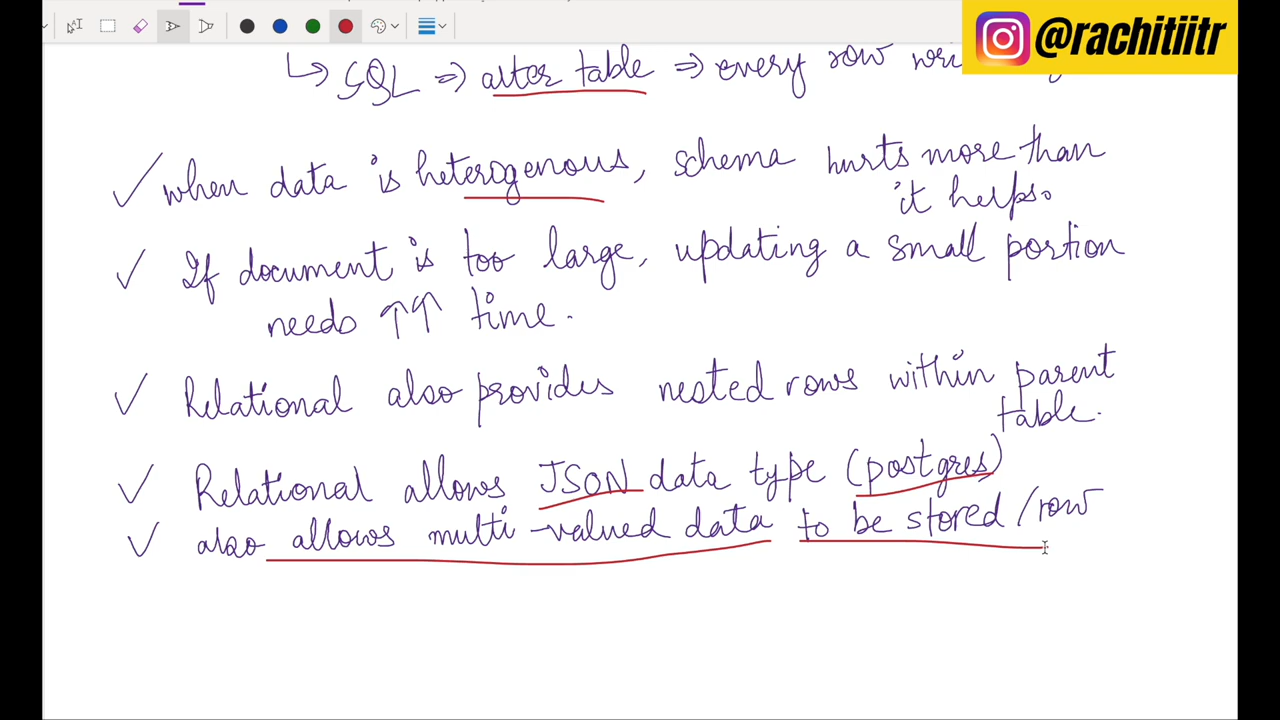 @rachitiitr
↳ SQL ⇒ alter table ⇒ every row
✓ when data is heterogenous, schema hurts more than
it helps.
✓ If document is too large, updating a small portion
needs ↑↑ time.
✓ Relational also provides nested rows within parent
table.
✓ Relational allows JSON data type (postgres)
✓ also allows multi-valued data to be stored/row